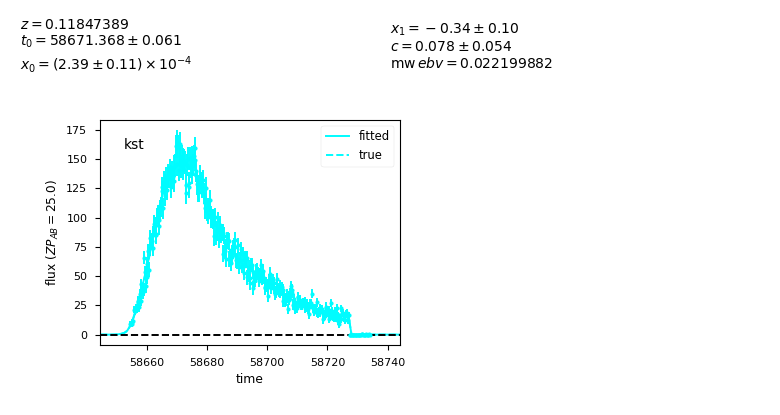 z = 0.11847389
t₀ = 58671.368 ± 0.061
x₀ = (2.39 ± 0.11) × 10⁻⁴
x₁ = −0.34 ± 0.10
c = 0.078 ± 0.054
mw ebv = 0.022199882
kst
fitted
true
flux (ZP_AB = 25.0)
175
150
125
100
75
50
25
0
58660 58680 58700 58720 58740
time